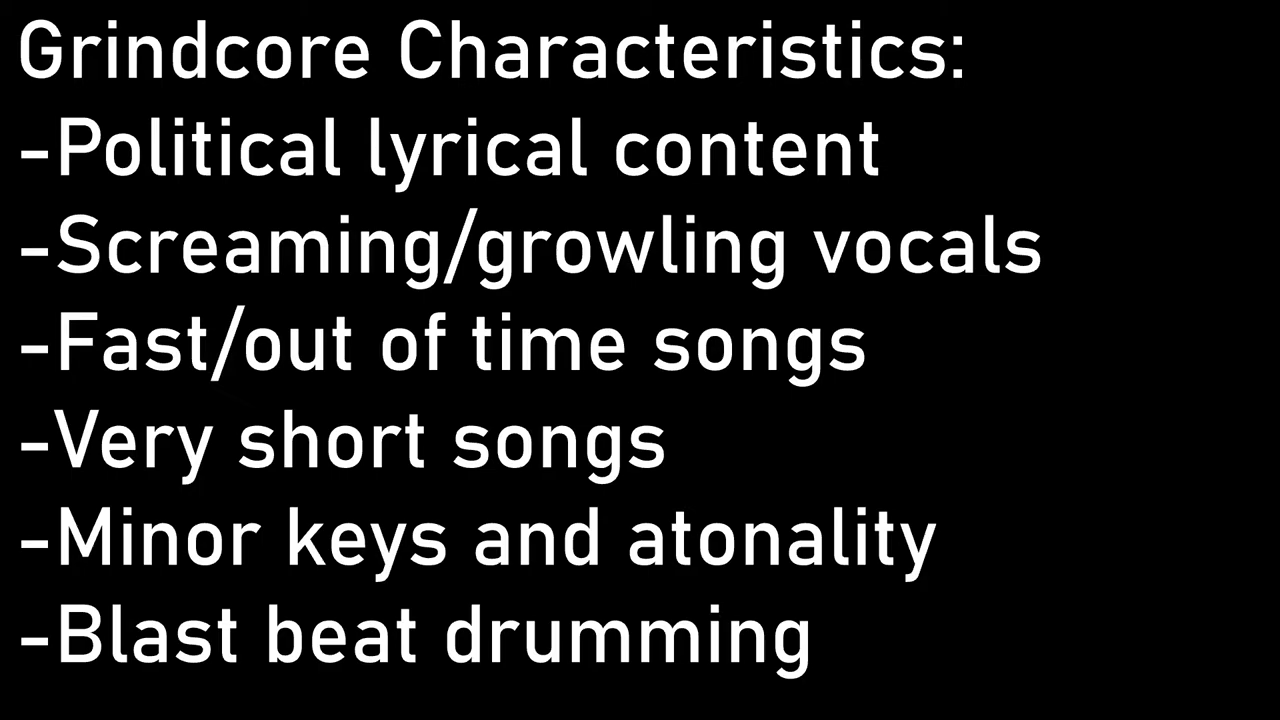 Grindcore Characteristics:
-Political lyrical content
-Screaming/growling vocals
-Fast/out of time songs
-Very short songs
-Minor keys and atonality
-Blast beat drumming